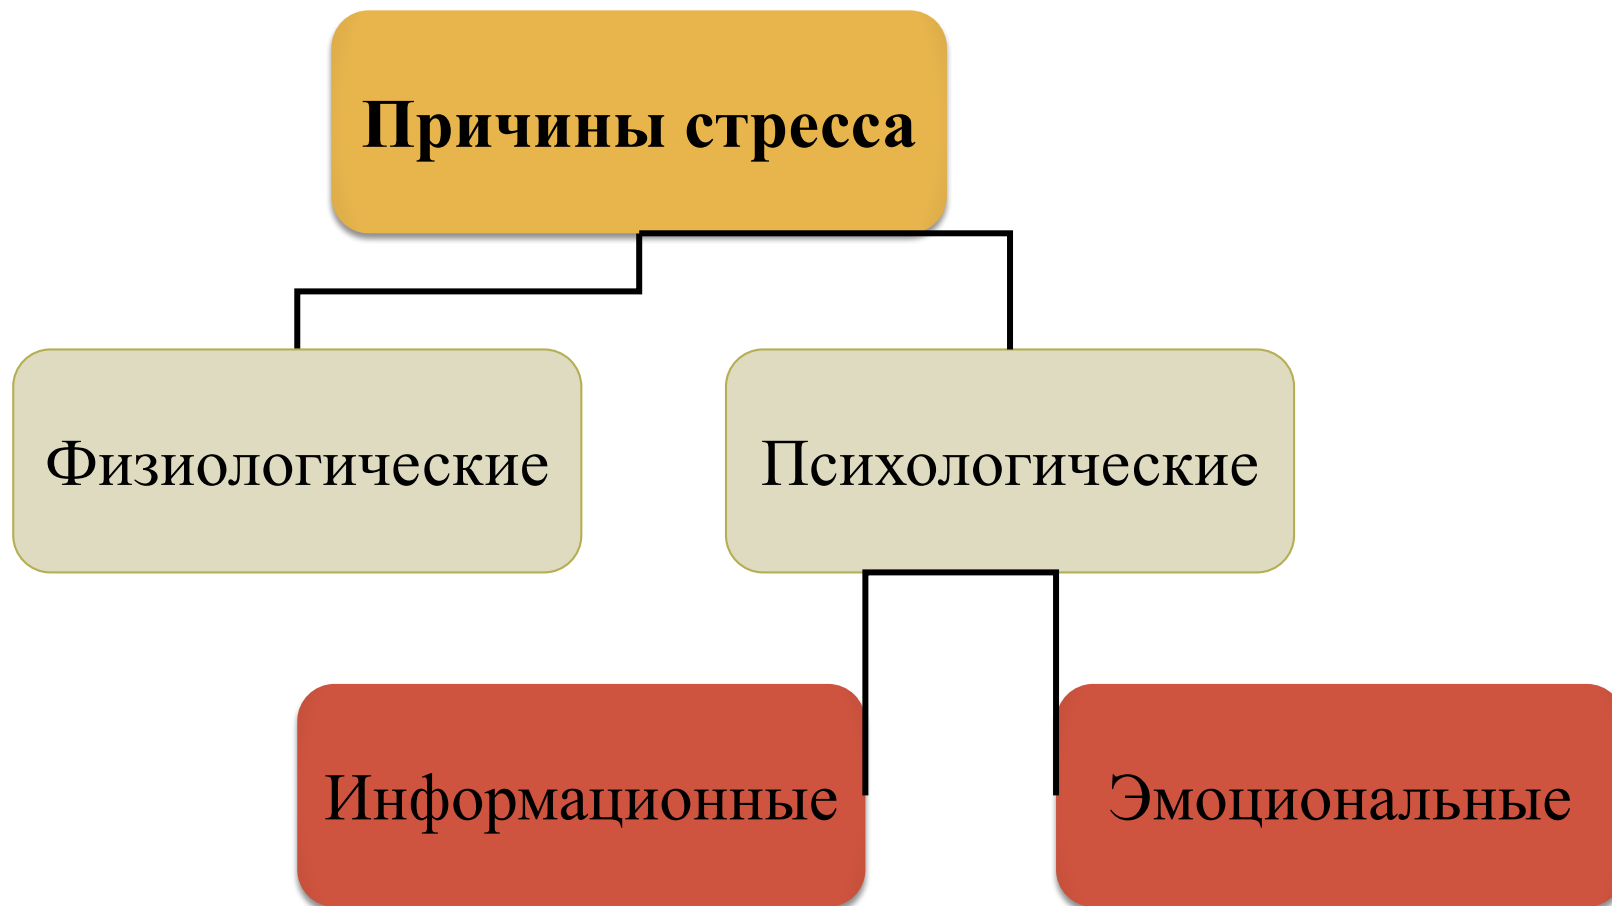 Причины стресса
Физиологические
Психологические
Информационные
Эмоциональные